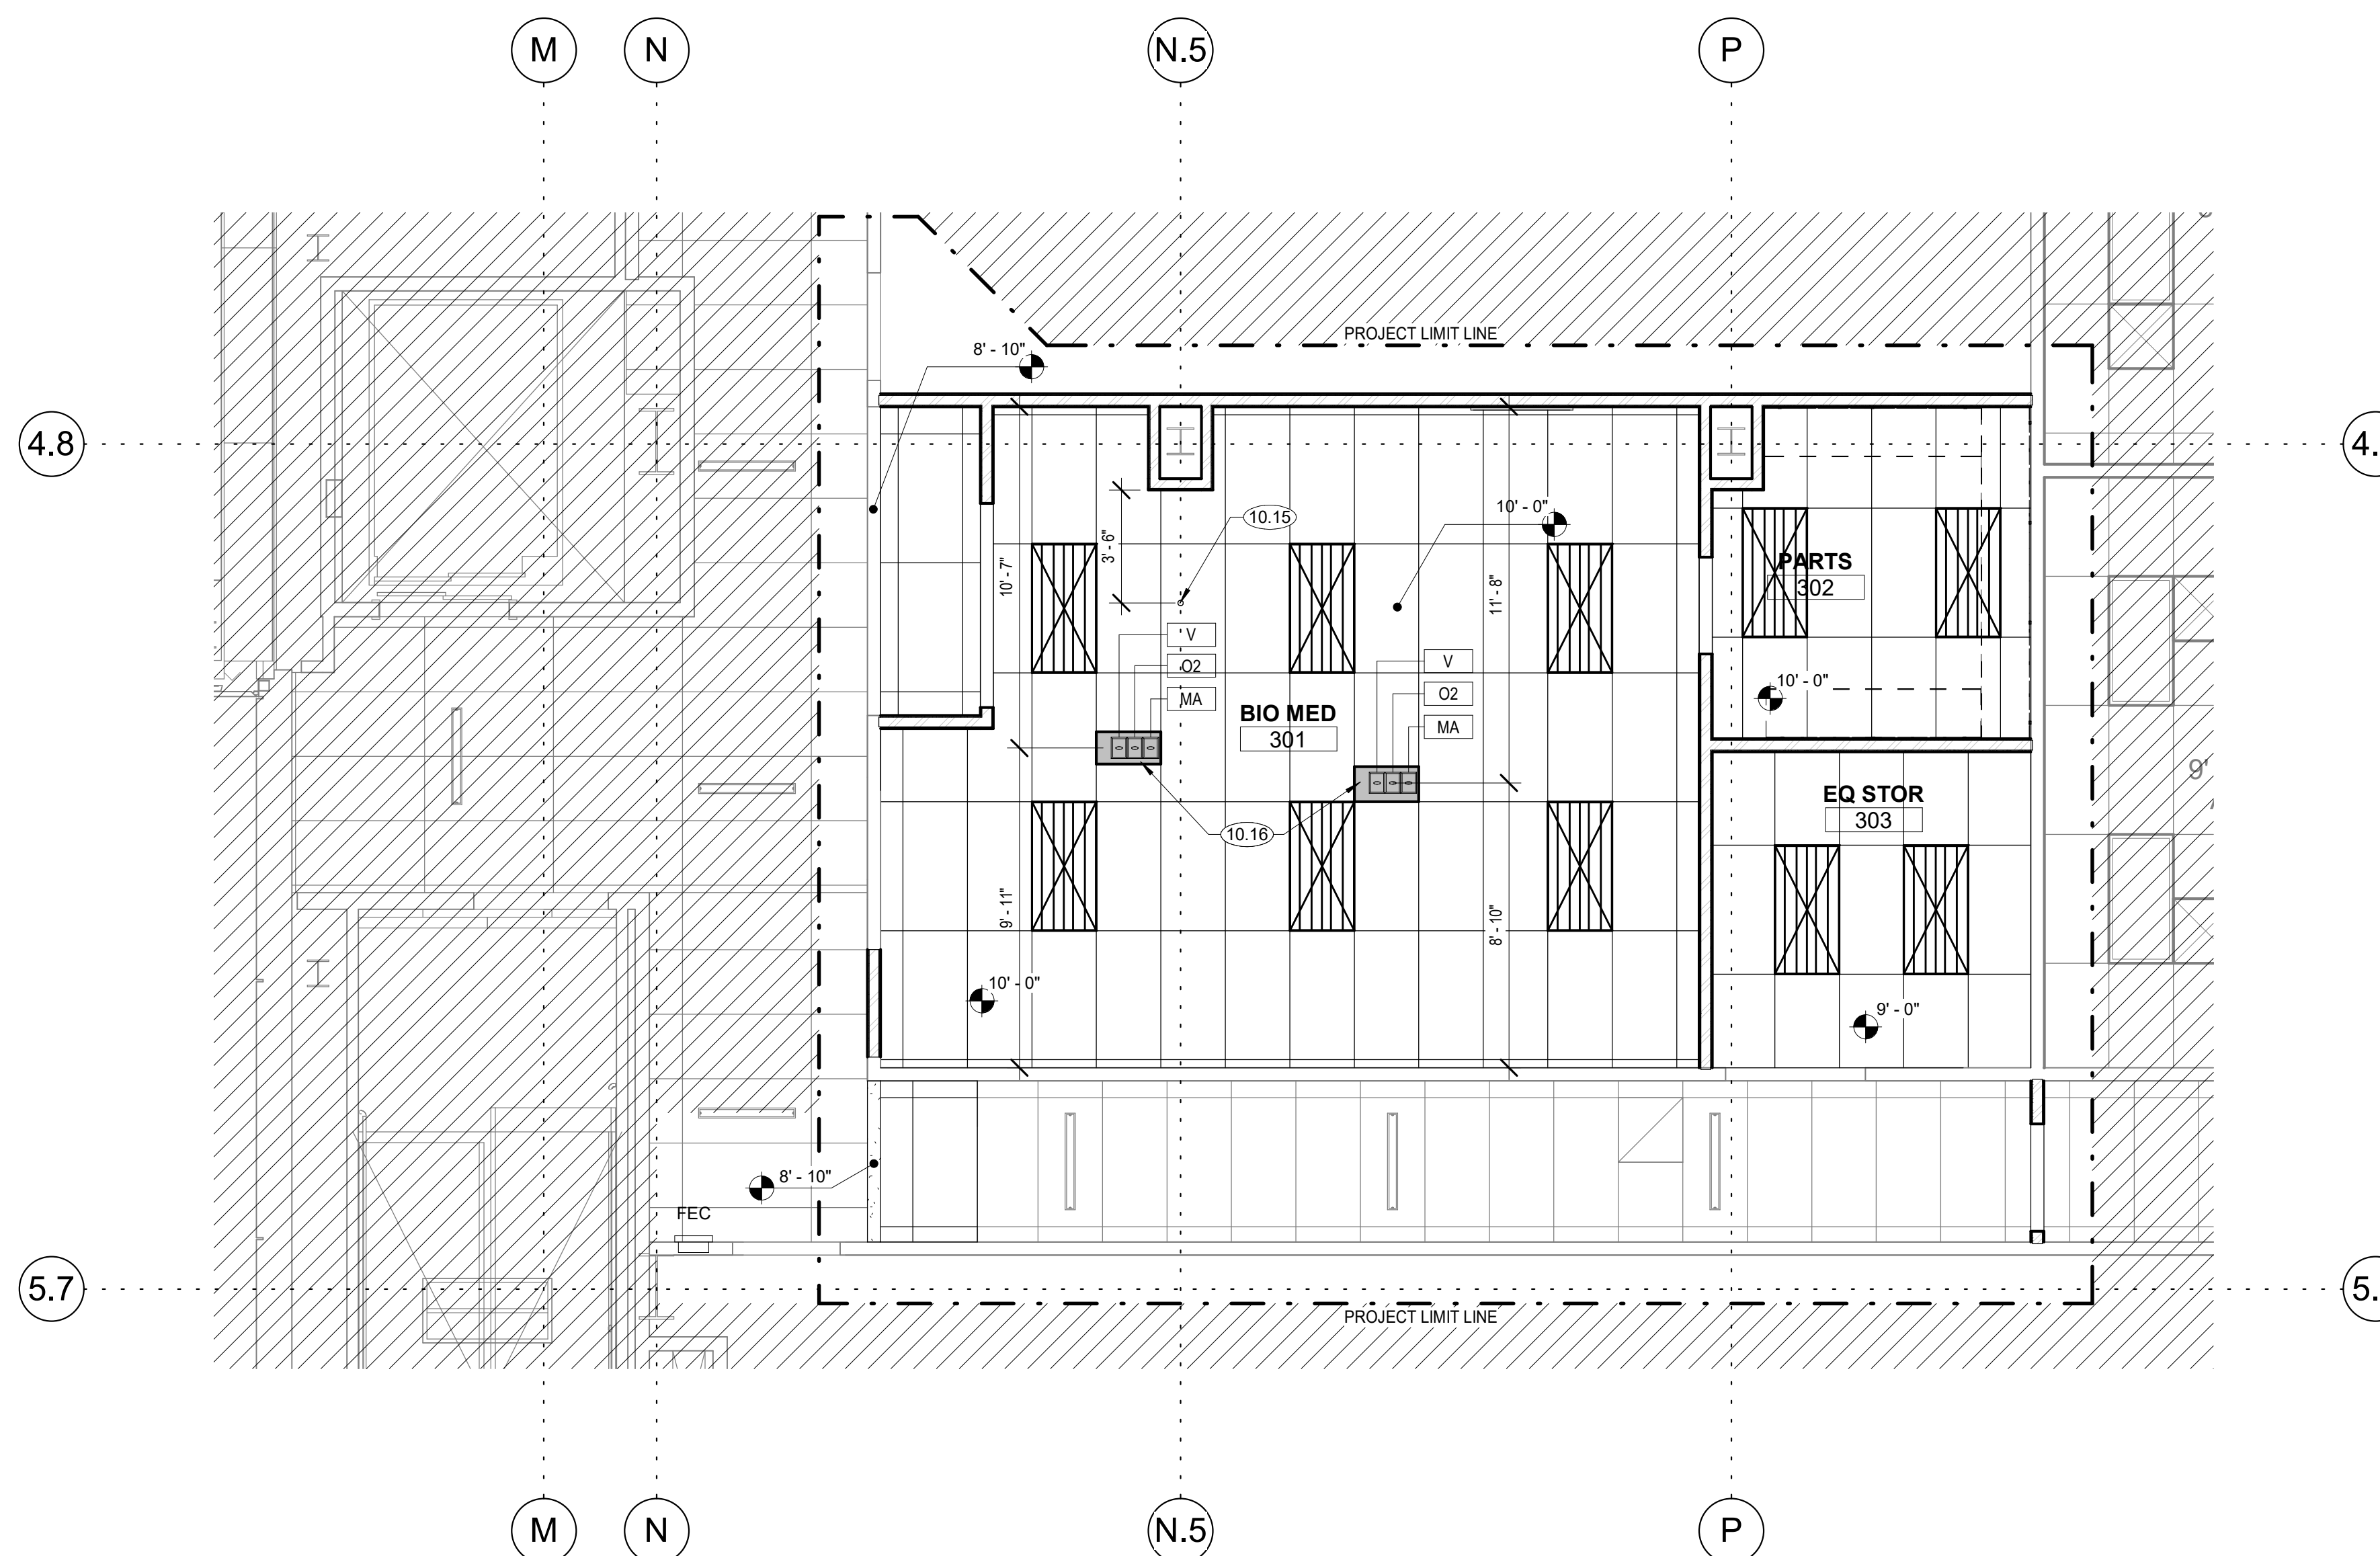 M
N
N.5
P
PROJECT LIMIT LINE
8' - 10"
4.8
4.
10.15
10' - 0"
3' - 6"
10' - 7"
11' - 8"
PARTS
302
V
O2
MA
V
O2
MA
10' - 0"
BIO MED
301
9'
EQ STOR
303
10.16
9' - 11"
8' - 10"
10' - 0"
9' - 0"
8' - 10"
FEC
5.7
5.
PROJECT LIMIT LINE
M
N
N.5
P